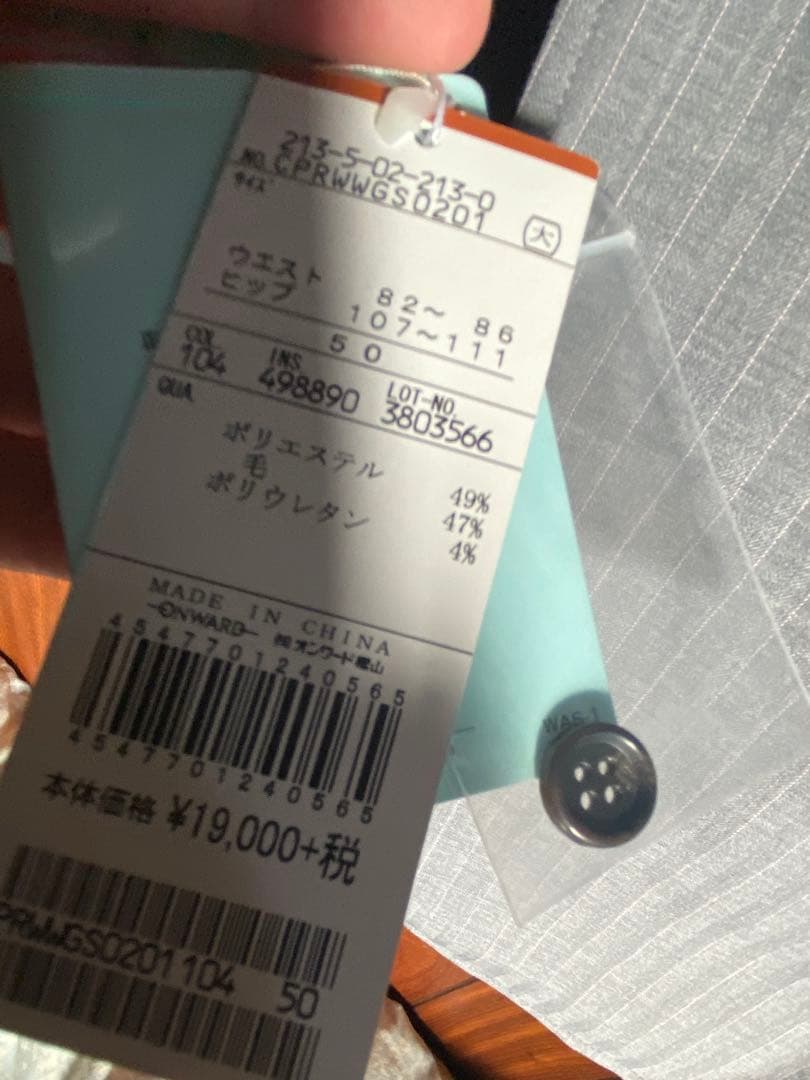 213-5-02-213-0
NO. CPRWWGS0201
大
サイズ
ウエスト 82～ 86
ヒップ 107～111
50
COL 104 INS 498890 LOT-NO. 3803566
QUA
ポリエステル 49%
毛 47%
ポリウレタン 4%
MADE IN CHINA
ONWARD ㈱オンワード樫山
4547701240565
4547701240565
本体価格 ¥19,000+税
PRWWGS0201104 50
WAS-1